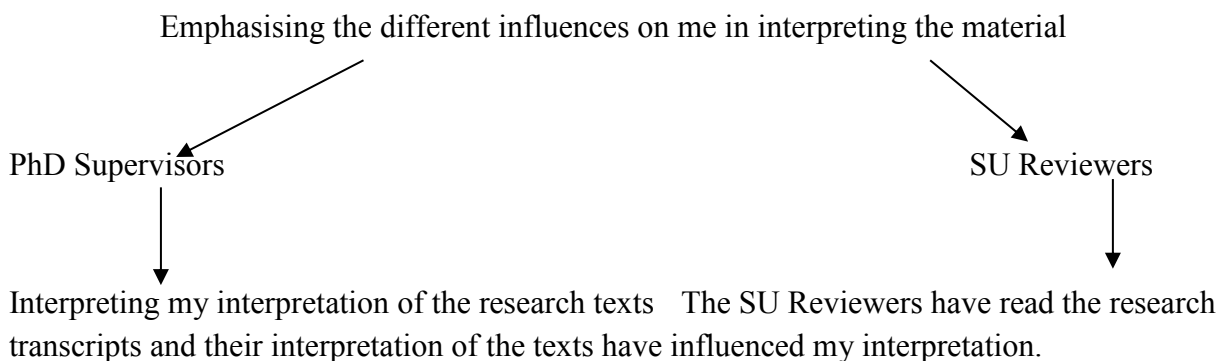 Emphasising the different influences on me in interpreting the material
PhD Supervisors
SU Reviewers
Interpreting my interpretation of the research texts The SU Reviewers have read the research
transcripts and their interpretation of the texts have influenced my interpretation.